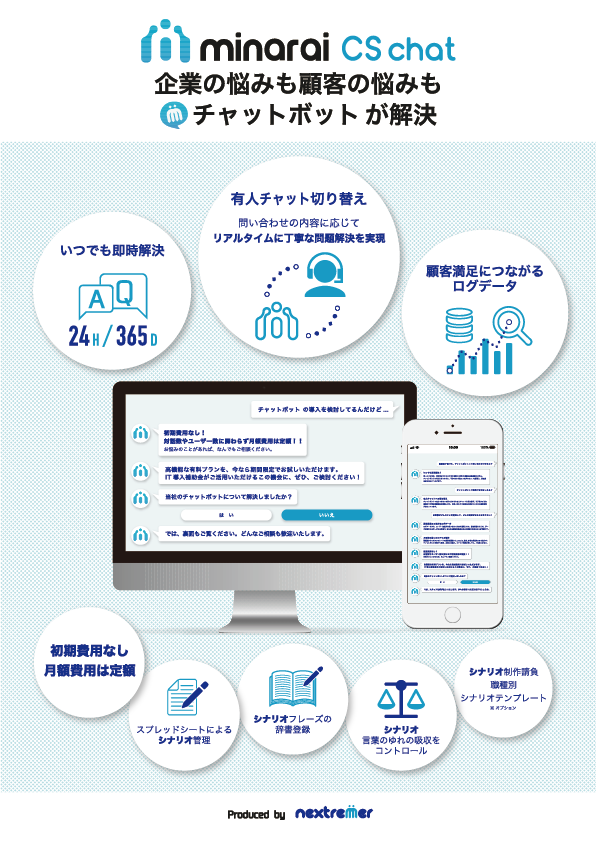 minarai CS chat
企業の悩みも顧客の悩みも
チャットボット が解決
有人チャット切り替え
問い合わせの内容に応じて
リアルタイムに丁寧な問題解決を実現
いつでも即時解決
A Q
24H/365D
顧客満足につながる
ログデータ
チャットボット の導入を検討してるんだけど...
初期費用なし！
対話数やユーザー数に関わらず月額費用は定額！！
お悩みのことがあれば、なんでもご相談ください。
高機能な有料プランを、今なら期間限定でお試しいただけます。
IT 導入補助金がご活用いただけるこの機会に、ぜひ、ご検討ください！
当社のチャットボットについて解決しましたか？
は い
いいえ
では、裏面もご覧ください。どんなご相談も歓迎いたします。
初期費用なし
月額費用は定額
スプレッドシートによる
シナリオ管理
シナリオフレーズの
辞書登録
シナリオ
言葉のゆれの吸収を
コントロール
シナリオ制作請負
職種別
シナリオテンプレート
※ オプション
Produced by nextremer